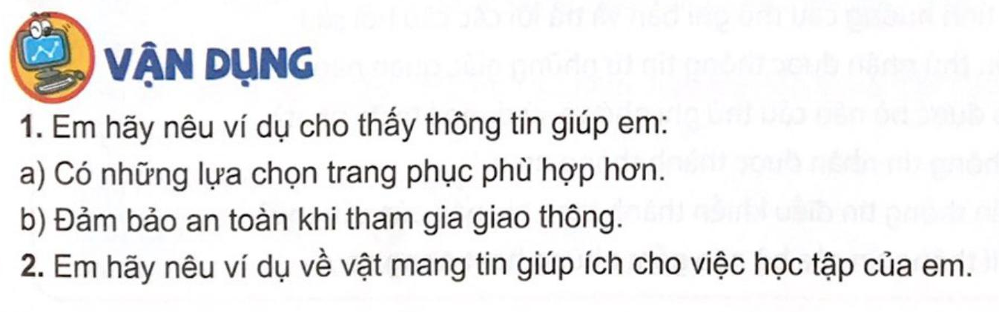 VẬN DỤNG
1. Em hãy nêu ví dụ cho thấy thông tin giúp em:
a) Có những lựa chọn trang phục phù hợp hơn.
b) Đảm bảo an toàn khi tham gia giao thông.
2. Em hãy nêu ví dụ về vật mang tin giúp ích cho việc học tập của em.